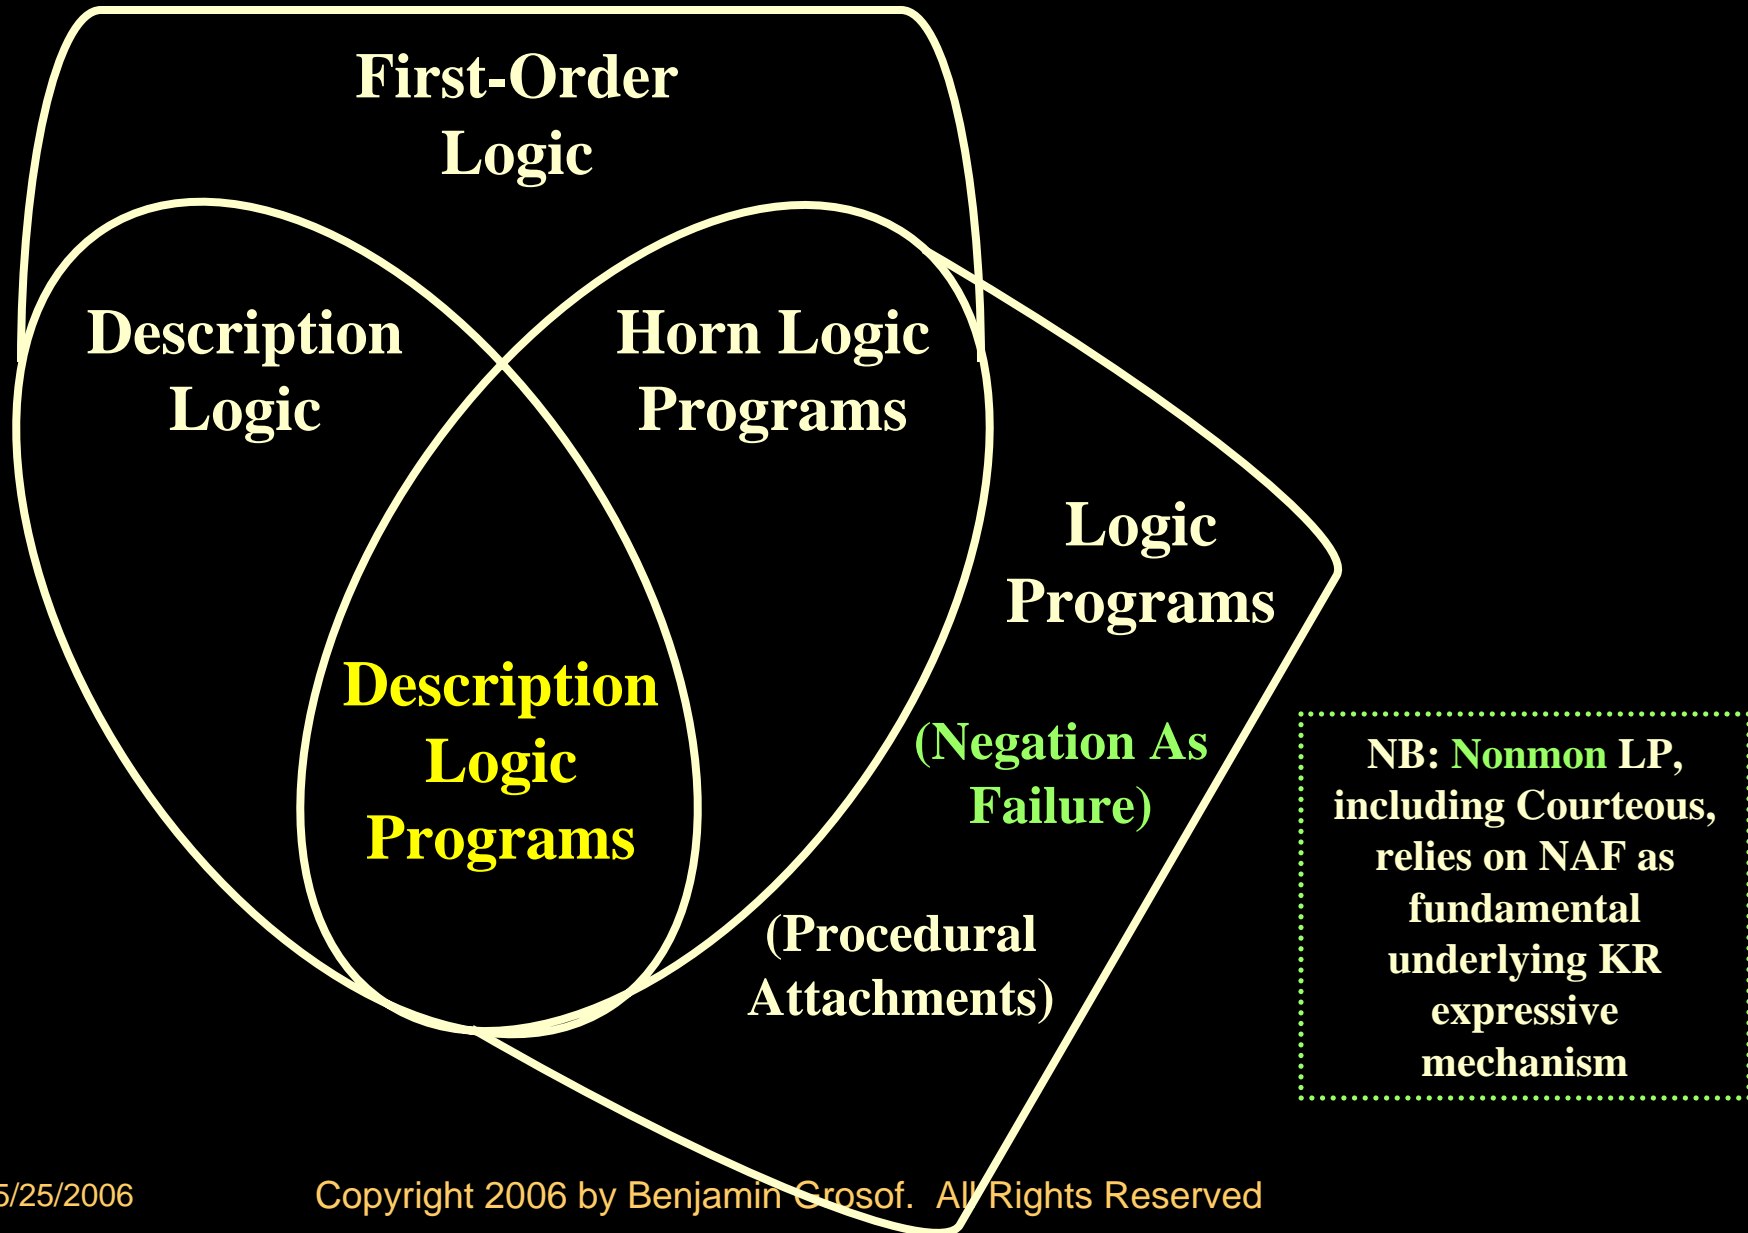 First-Order
Logic
Description
Logic
Horn Logic
Programs
Logic
Programs
Description
Logic
Programs
(Negation As
Failure)
(Procedural
Attachments)
NB: Nonmon LP,
including Courteous,
relies on NAF as
fundamental
underlying KR
expressive
mechanism
5/25/2006
Copyright 2006 by Benjamin Grosof. All Rights Reserved